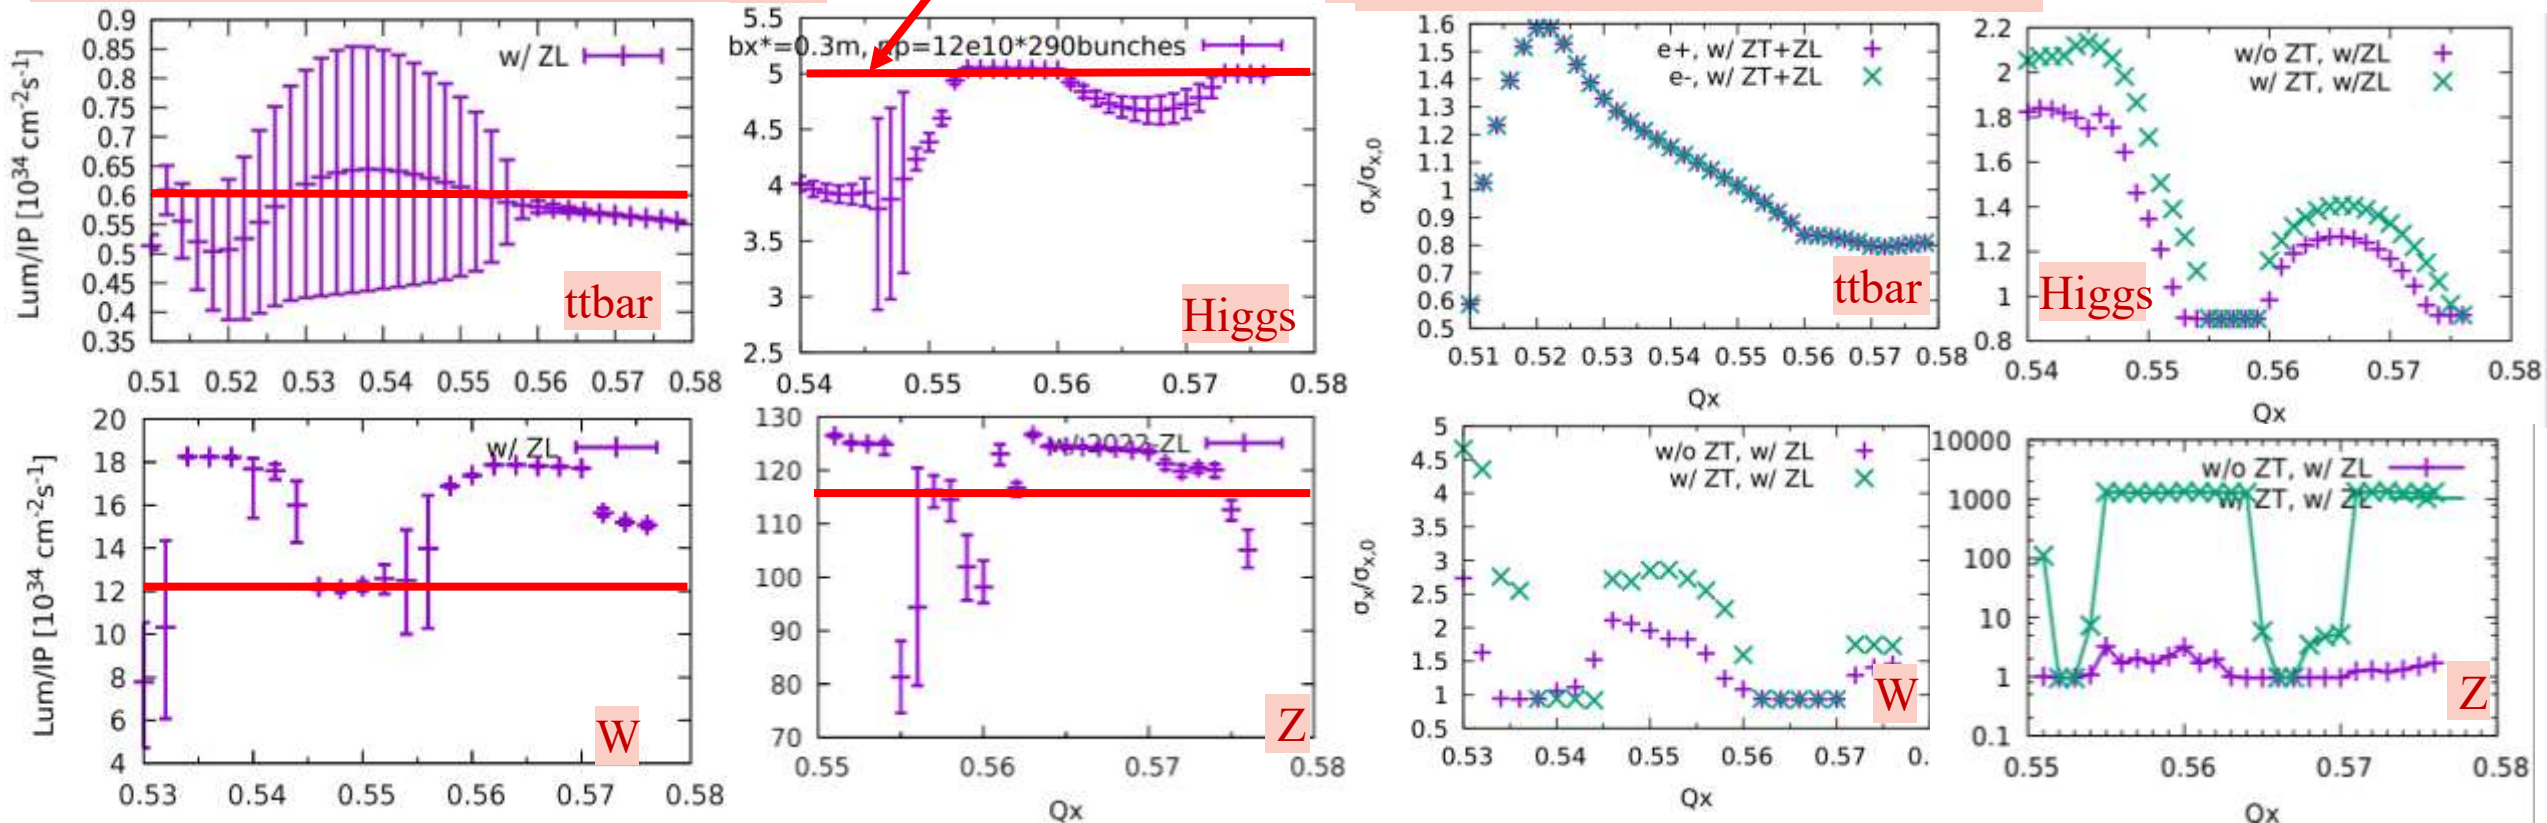 0.9
0.85
0.8
0.75
0.7
0.65
0.6
0.55
0.5
0.45
0.4
0.35
Lum/IP [10³⁴ cm⁻²s⁻¹]
w/ ZL
ttbar
0.51 0.52 0.53 0.54 0.55 0.56 0.57 0.58
5.5
5
4.5
4
3.5
3
2.5
bx*=0.3m, np=12e10*290bunches
Higgs
0.54 0.55 0.56 0.57 0.58
1.6
1.5
1.4
1.3
1.2
1.1
1
0.9
0.8
0.7
0.6
0.5
σx/σx,0
e+, w/ ZT+ZL
e-, w/ ZT+ZL
ttbar
0.51 0.52 0.53 0.54 0.55 0.56 0.57 0.58
Qx
2.2
2
1.8
1.6
1.4
1.2
1
0.8
w/o ZT, w/ZL
w/ ZT, w/ZL
Higgs
0.54 0.55 0.56 0.57 0.58
Qx
20
18
16
14
12
10
8
6
4
Lum/IP [10³⁴ cm⁻²s⁻¹]
w/ ZL
W
0.53 0.54 0.55 0.56 0.57 0.58
130
120
110
100
90
80
70
w/ 2022-ZL
Z
0.55 0.56 0.57 0.58
Qx
5
4.5
4
3.5
3
2.5
2
1.5
1
0.5
σx/σx,0
w/o ZT, w/ ZL
w/ ZT, w/ ZL
W
0.53 0.54 0.55 0.56 0.57 0.
Qx
10000
1000
100
10
1
0.1
w/o ZT, w/ ZL
w/ ZT, w/ ZL
Z
0.55 0.56 0.57 0.58
Qx